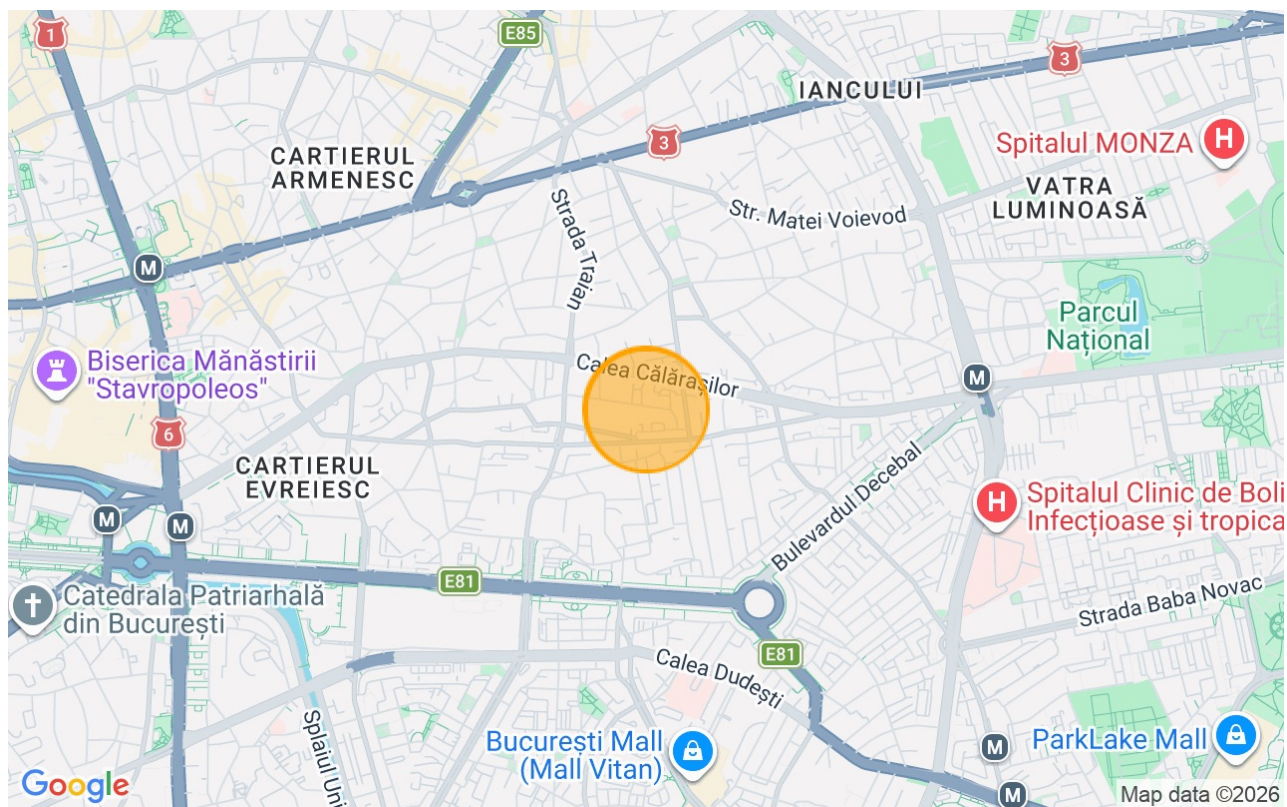 1
E85
3
IANCULUI
3
Spitalul MONZA
H
CARTIERUL
ARMENESC
VATRA
LUMINOASĂ
Str. Matei Voievod
Strada Traian
M
Parcul
Național
Biserica Mănăstirii
"Stavropoleos"
Calea Călărașilor
M
6
CARTIERUL
EVREIESC
Bulevardul Decebal
H
Spitalul Clinic de Boli
Infecțioase și tropica
M
M
E81
Catedrala Patriarhală
din București
Strada Baba Novac
E81
Calea Dudești
Splaiul Uni
București Mall
(Mall Vitan)
M
ParkLake Mall
M
Google
Map data ©2026